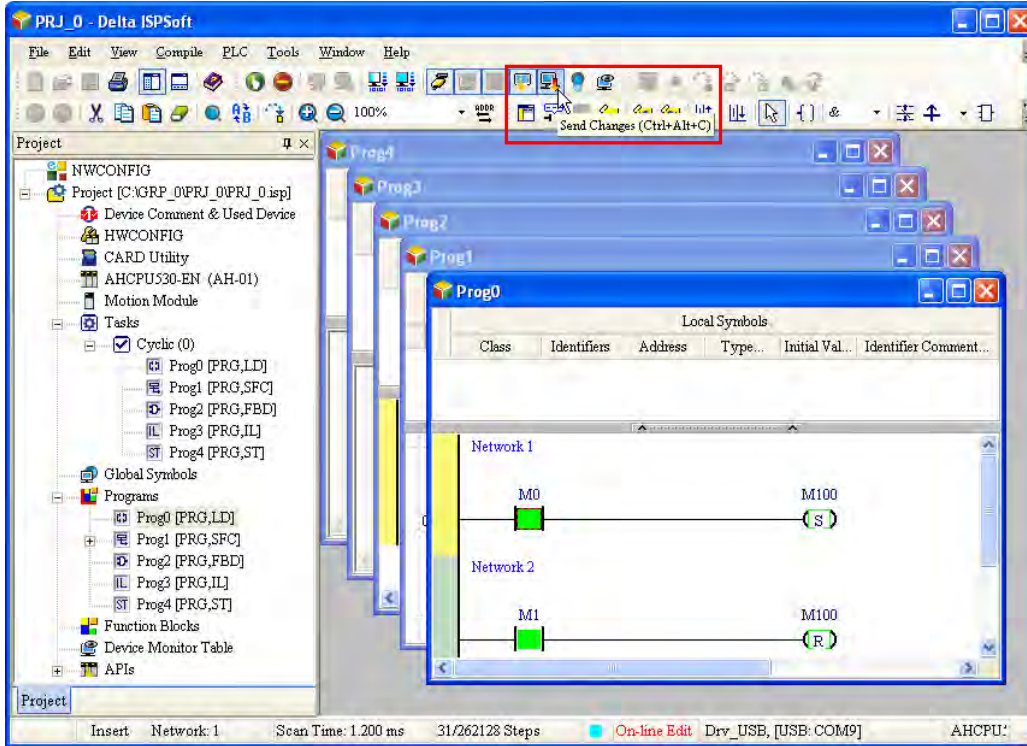 PRJ_0 - Delta ISPSoft
File Edit View Compile PLC Tools Window Help
100%
ADDR
Send Changes (Ctrl+Alt+C)
Project
NWCONFIG
Project [C:\GRP_0\PRJ_0\PRJ_0.isp]
Device Comment & Used Device
HWCONFIG
CARD Utility
AHCPU530-EN (AH-01)
Motion Module
Tasks
Cyclic (0)
Prog0 [PRG,LD]
Prog1 [PRG,SFC]
Prog2 [PRG,FBD]
Prog3 [PRG,IL]
Prog4 [PRG,ST]
Global Symbols
Programs
Prog0 [PRG,LD]
Prog1 [PRG,SFC]
Prog2 [PRG,FBD]
Prog3 [PRG,IL]
Prog4 [PRG,ST]
Function Blocks
Device Monitor Table
APIs
Project
Prog4
Prog3
Prog2
Prog1
Prog0
Local Symbols
Class Identifiers Address Type... Initial Val... Identifier Comment...
Network 1
M0 M100
S
Network 2
M1 M100
R
Insert Network: 1 Scan Time: 1.200 ms 31/262128 Steps On-line Edit Drv_USB, [USB: COM9] AHCPU